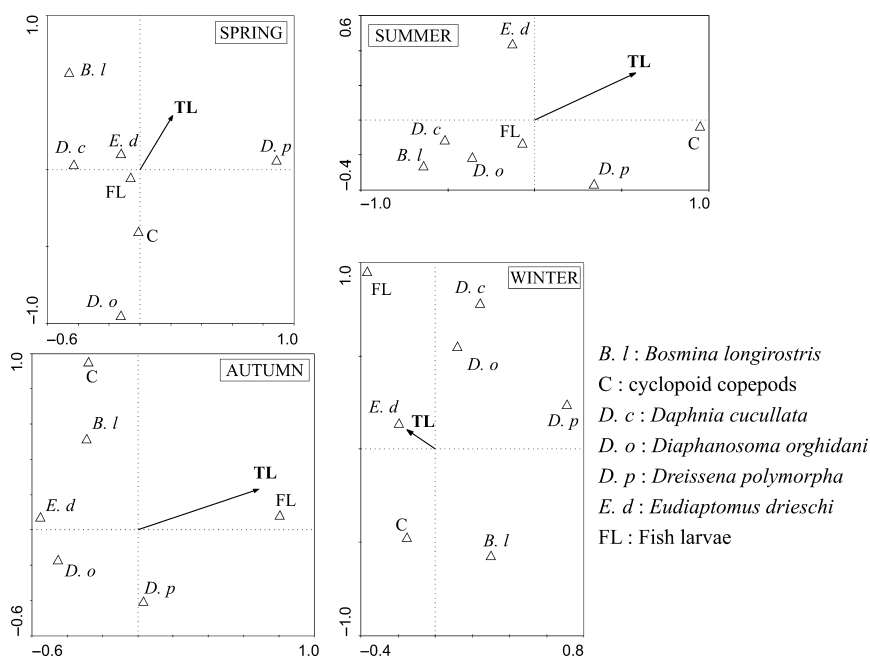 SPRING
1.0
B. l
TL
D. c
E. d
D. p
FL
C
D. o
−1.0
−0.6
1.0
SUMMER
0.6
E. d
TL
D. c
FL
C
B. l
D. o
D. p
−0.4
−1.0
1.0
AUTUMN
1.0
C
B. l
TL
E. d
FL
D. o
D. p
−0.6
−0.6
1.0
WINTER
1.0
FL
D. c
D. o
E. d
TL
D. p
C
B. l
−1.0
−0.4
0.8
B. l : Bosmina longirostris
C : cyclopoid copepods
D. c : Daphnia cucullata
D. o : Diaphanosoma orghidani
D. p : Dreissena polymorpha
E. d : Eudiaptomus drieschi
FL : Fish larvae